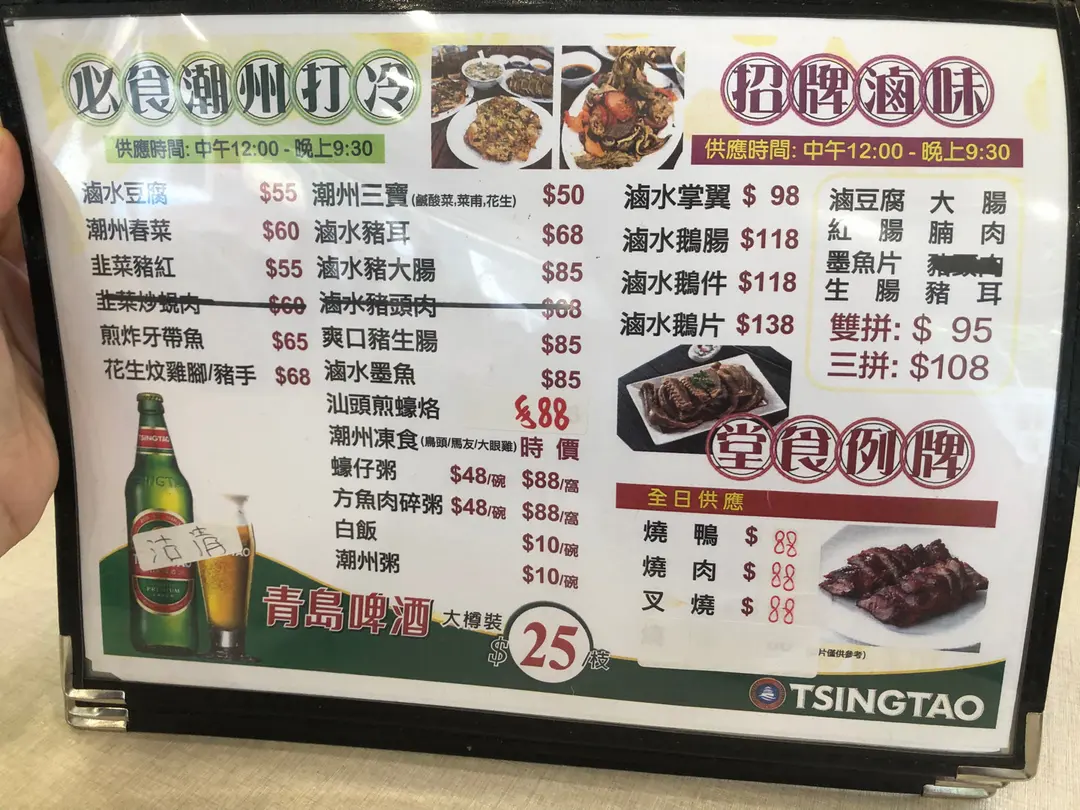 必食潮州打冷
供應時間: 中午12:00 - 晚上9:30
滷水豆腐 $55
潮州春菜 $60
韭菜豬紅 $55
韭菜炒蜆肉 $60
煎炸牙帶魚 $65
花生炆雞腳/豬手 $68
潮州三寶(鹹酸菜,菜甫,花生) $50
滷水豬耳 $68
滷水豬大腸 $85
滷水豬頭肉 $68
爽口豬生腸 $85
滷水墨魚 $85
汕頭煎蠔烙 $88
潮州凍食(烏頭/馬友/大眼雞) 時價
蠔仔粥 $48/碗 $88/窩
方魚肉碎粥 $48/碗 $88/窩
白飯 $10/碗
潮州粥 $10/碗
招牌滷味
供應時間: 中午12:00 - 晚上9:30
滷水掌翼 $ 98
滷水鵝腸 $118
滷水鵝件 $118
滷水鵝片 $138
滷豆腐 大腸
紅腸 腩肉
墨魚片 豬頭肉
生腸 豬耳
雙拼: $ 95
三拼: $108
堂食例牌
全日供應
燒鴨 $ 88
燒肉 $ 88
叉燒 $ 88
片僅供參考)
TSINGTAO
沽清
PREMIUM
青島啤酒 大樽裝 $25/枝
TSINGTAO